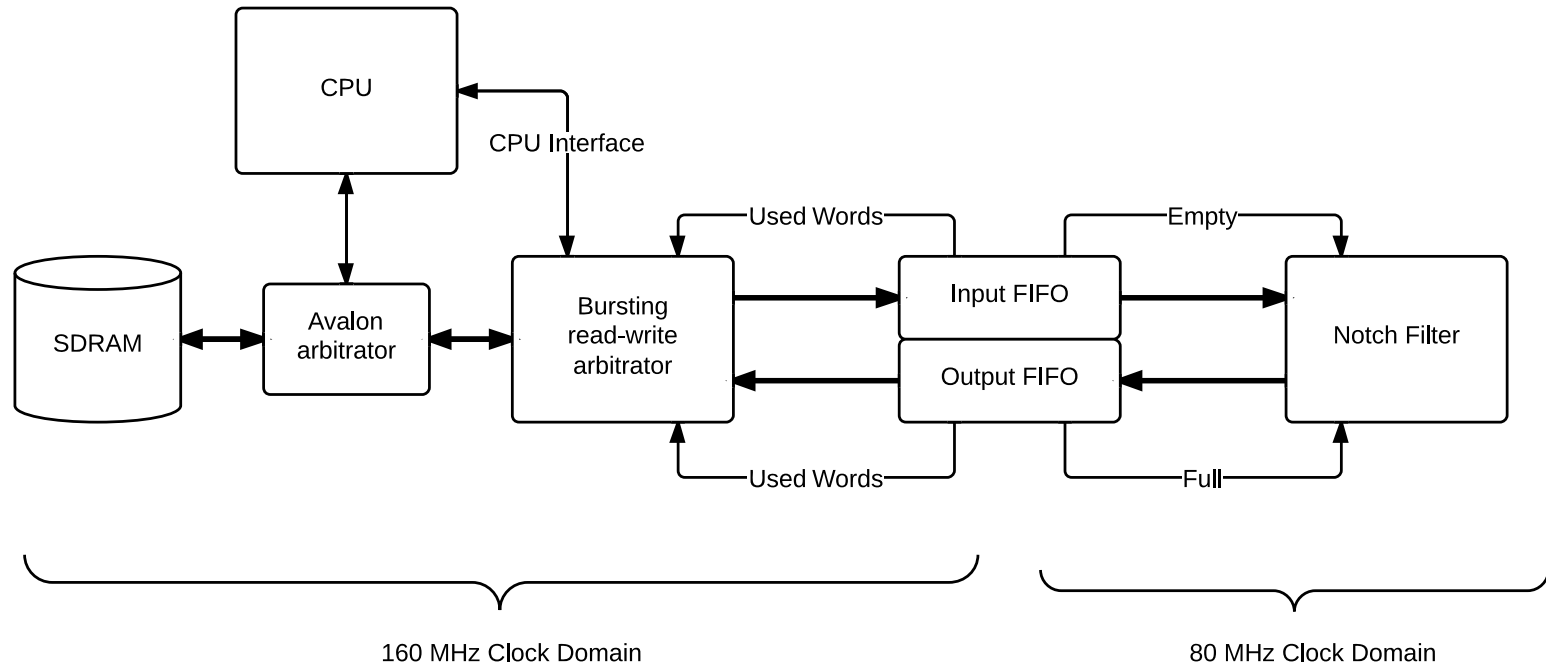 CPU
CPU Interface
Used Words
Empty
SDRAM
Avalon
arbitrator
Bursting
read-write
arbitrator
Input FIFO
Output FIFO
Notch Filter
Used Words
Full
160 MHz Clock Domain
80 MHz Clock Domain